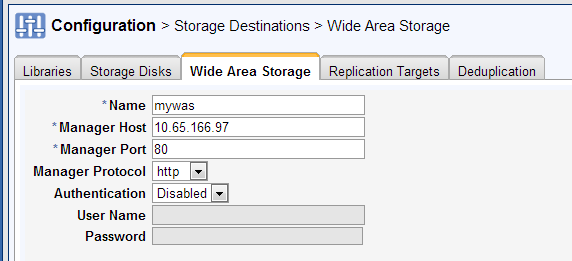 Configuration > Storage Destinations > Wide Area Storage
Libraries Storage Disks Wide Area Storage Replication Targets Deduplication
* Name mywas
* Manager Host 10.65.166.97
* Manager Port 80
Manager Protocol http
Authentication Disabled
User Name
Password